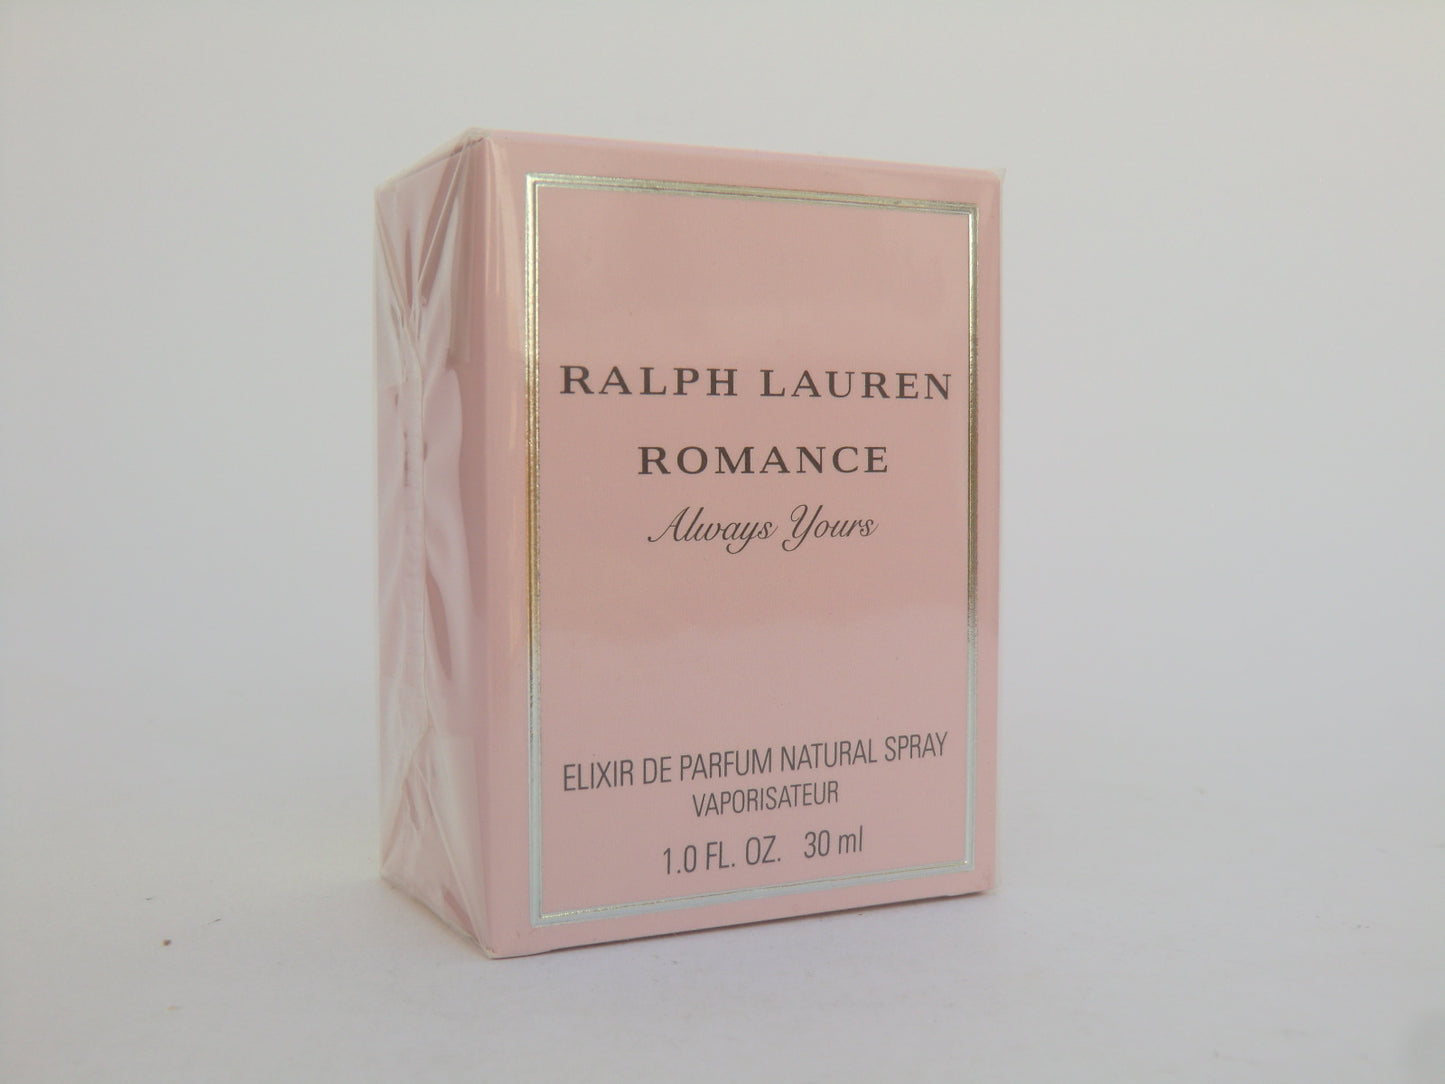 RALPH LAUREN
ROMANCE
Always Yours
ELIXIR DE PARFUM NATURAL SPRAY
VAPORISATEUR
1.0 FL. OZ. 30 ml